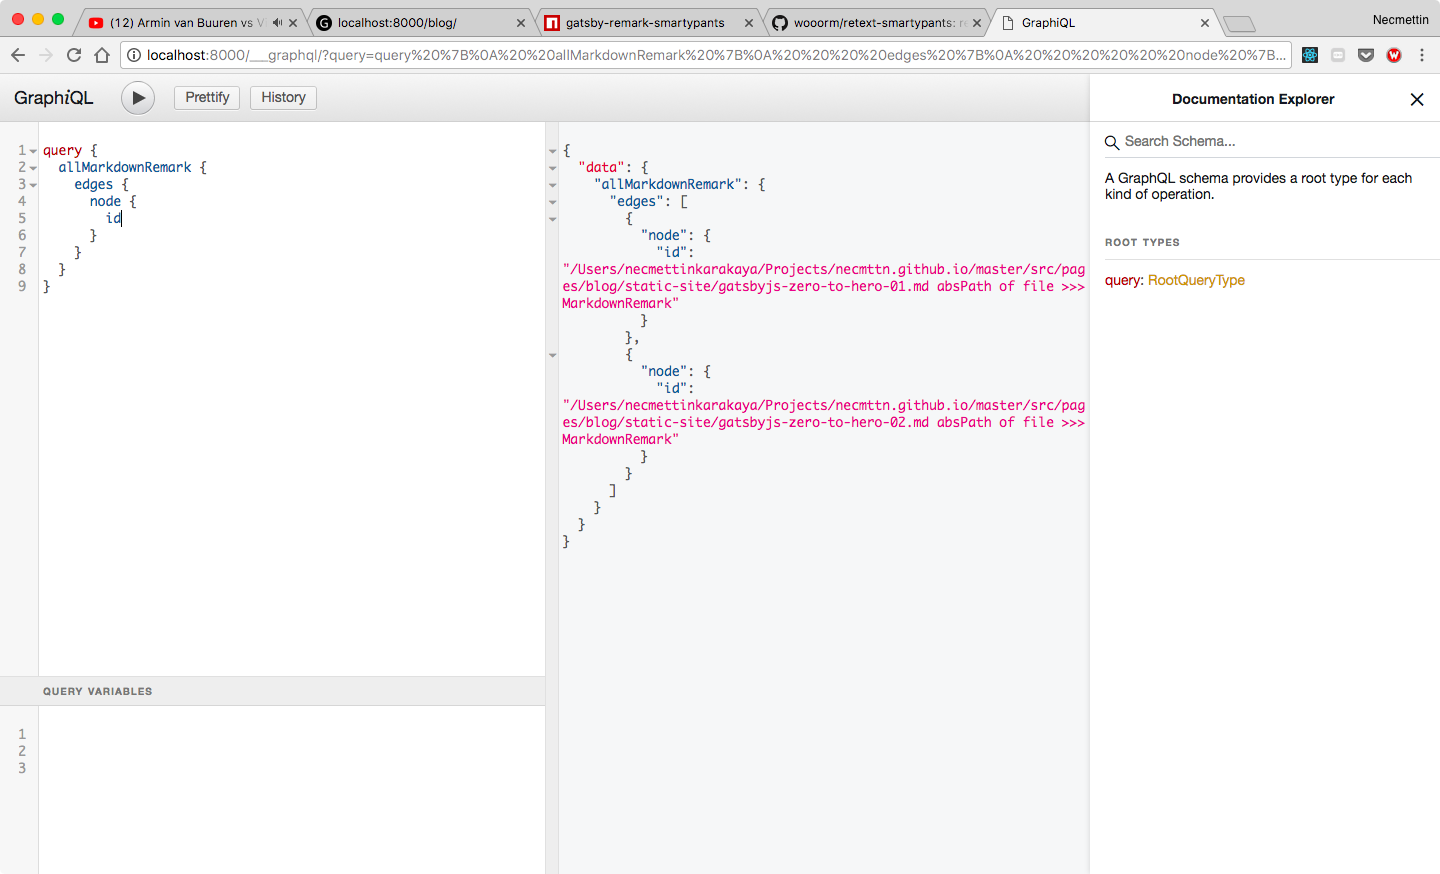 (12) Armin van Buuren vs V
localhost:8000/blog/
gatsby-remark-smartypants
wooorm/retext-smartypants: re
GraphiQL
Necmettin
localhost:8000/___graphql/?query=query%20%7B%0A%20%20allMarkdownRemark%20%7B%0A%20%20%20%20edges%20%7B%0A%20%20%20%20%20%20node%20%7B...
GraphiQL
Prettify
History
Documentation Explorer
1 query {
2 allMarkdownRemark {
3 edges {
4 node {
5 id
6 }
7 }
8 }
9 }
QUERY VARIABLES
1
2
3
{
"data": {
"allMarkdownRemark": {
"edges": [
{
"node": {
"id":
"/Users/necmettinkarakaya/Projects/necmttn.github.io/master/src/pag
es/blog/static-site/gatsbyjs-zero-to-hero-01.md absPath of file >>>
MarkdownRemark"
}
},
{
"node": {
"id":
"/Users/necmettinkarakaya/Projects/necmttn.github.io/master/src/pag
es/blog/static-site/gatsbyjs-zero-to-hero-02.md absPath of file >>>
MarkdownRemark"
}
}
]
}
}
}
Search Schema...
A GraphQL schema provides a root type for each
kind of operation.
ROOT TYPES
query: RootQueryType